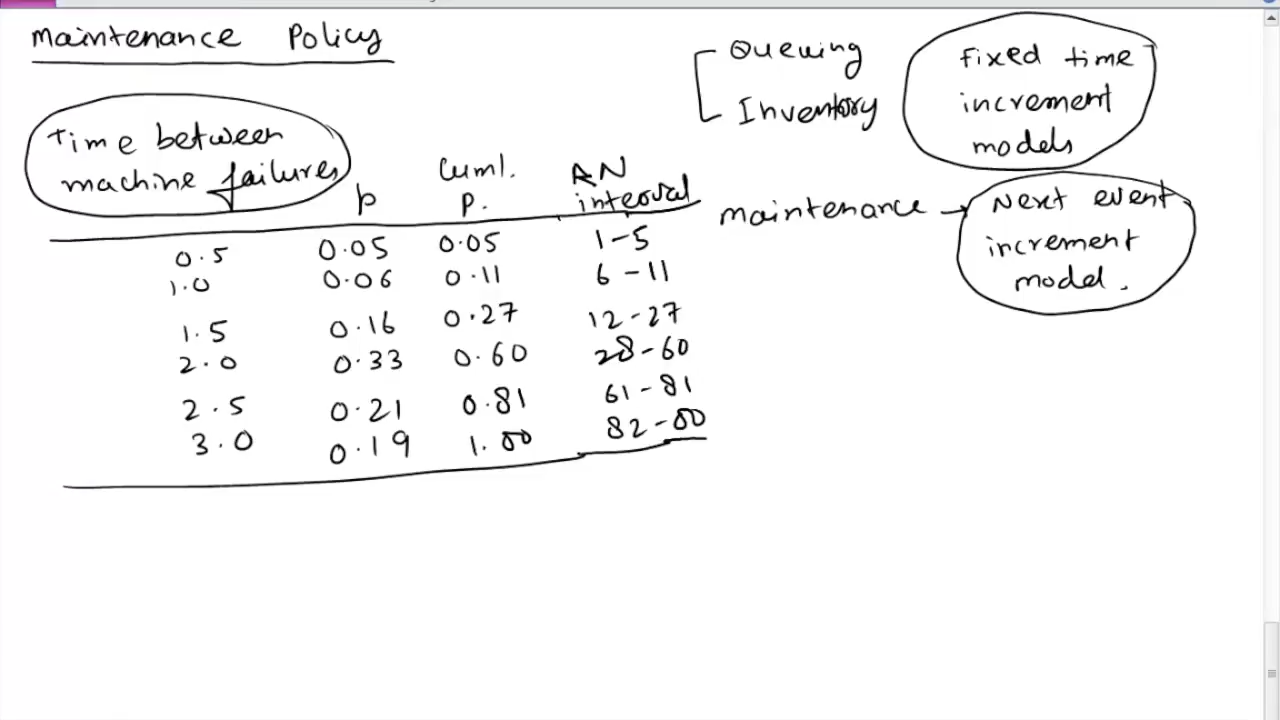 Maintenance Policy
Time between
machine failures
p
Cuml.
P.
RN
interval
0.5 0.05 0.05 1-5
1.0 0.06 0.11 6-11
1.5 0.16 0.27 12-27
2.0 0.33 0.60 28-60
2.5 0.21 0.81 61-81
3.0 0.19 1.00 82-00
Queuing
Inventory
Fixed time
increment
models
maintenance → Next event
increment
model.